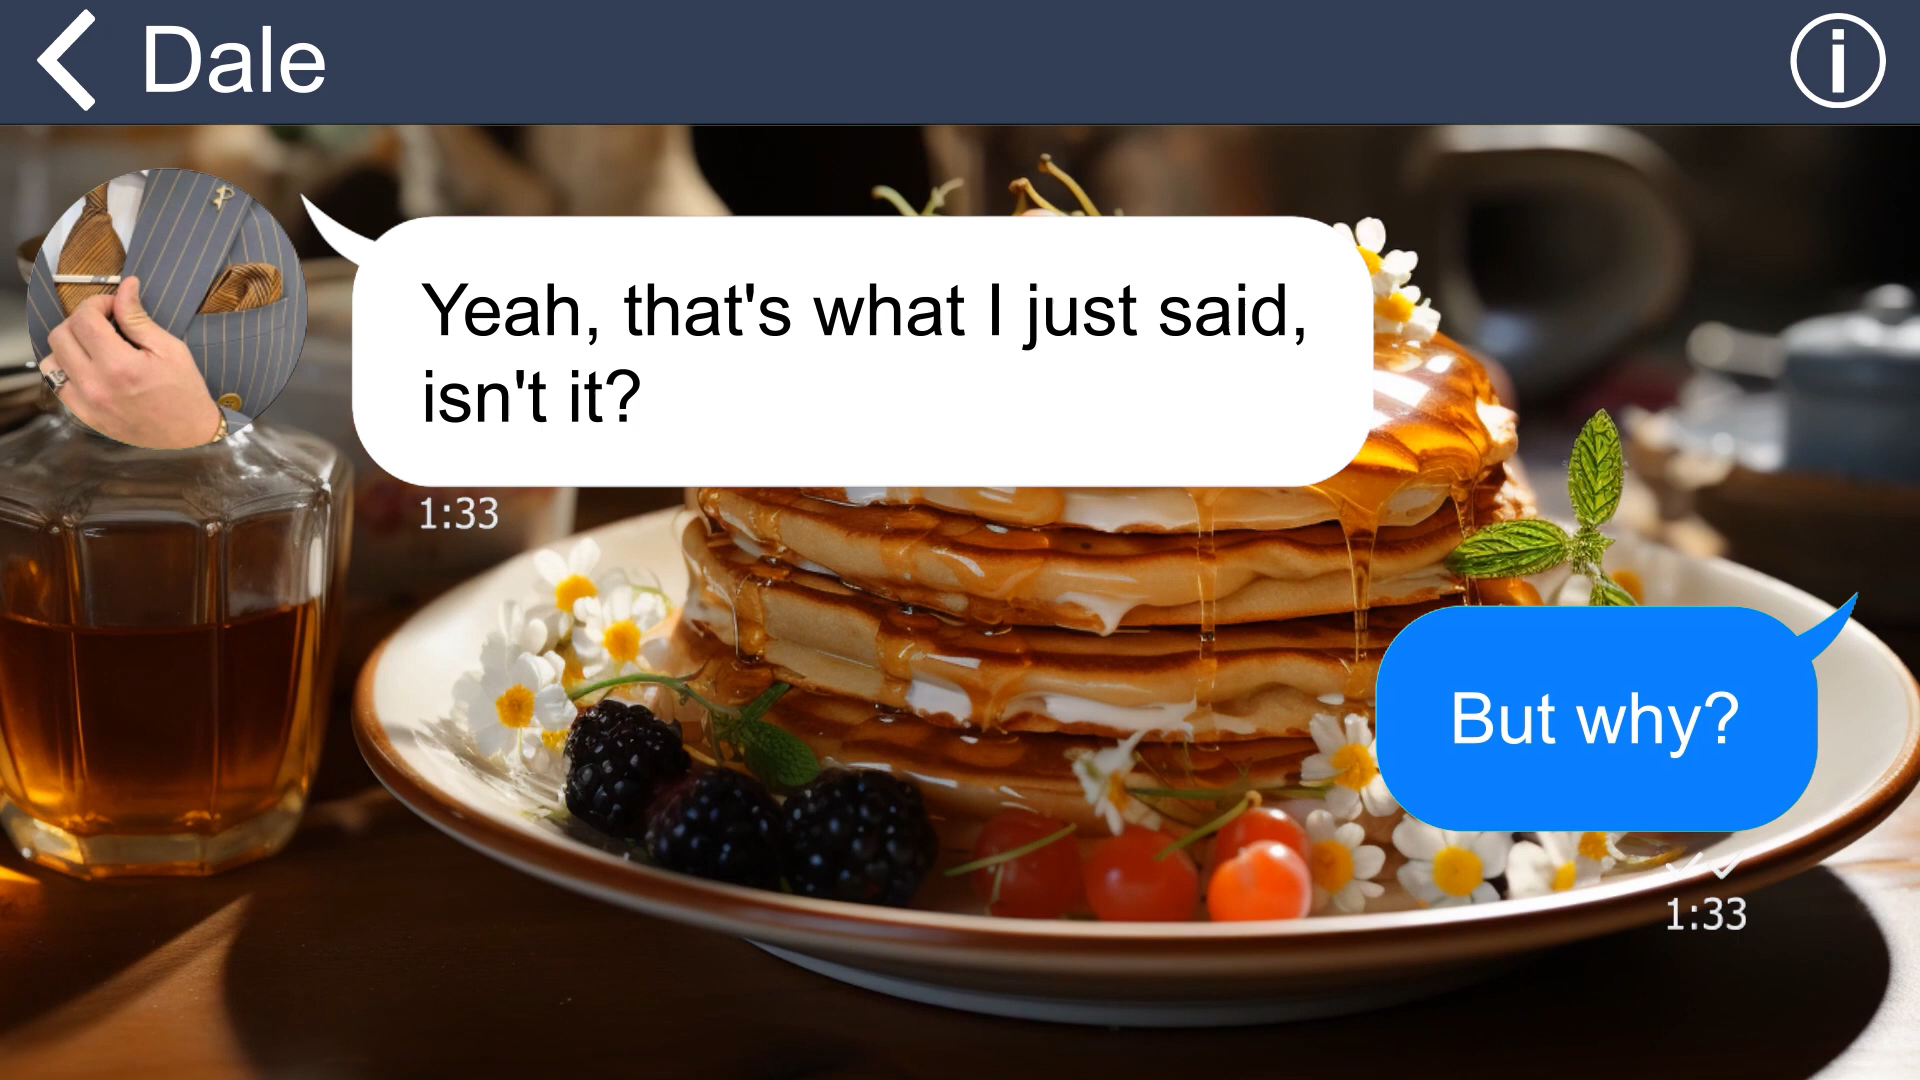 Dale
Yeah, that's what I just said,
isn't it?
1:33
But why?
1:33